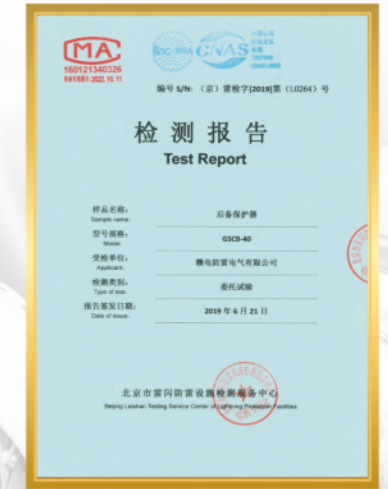 MA
160121340326
CNAS
TESTING
编号 S/N: （京）雷检字[2019]第（L0264）号
检 测 报 告
Test Report
样品名称: 后备保护器
Sample name:
型号规格: GSCB-40
Model:
受检单位: 赣电防雷电气有限公司
Applicant:
检测类别: 委托试验
Type of test:
报告签发日期: 2019 年 6 月 21 日
Date of issue:
北京市雷闪防雷设施检测服务中心
Beijing Leishan Testing Service Center of Lightning Protection Facilities